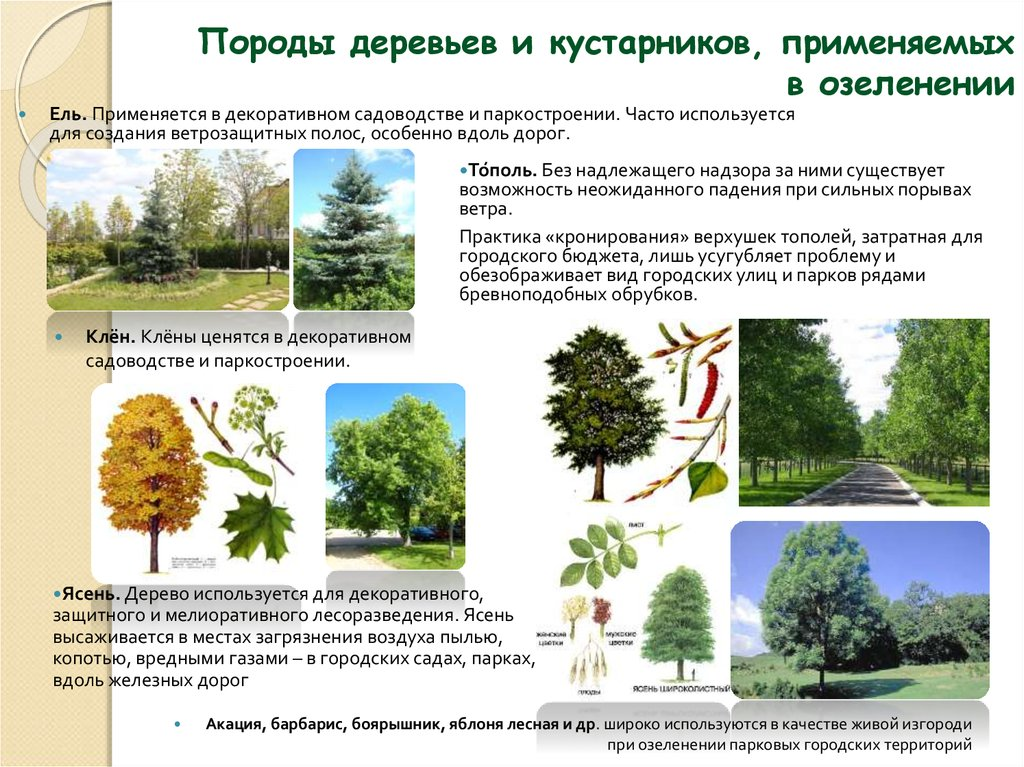 Породы деревьев и кустарников, применяемых
в озеленении
Ель. Применяется в декоративном садоводстве и паркостроении. Часто используется
для создания ветрозащитных полос, особенно вдоль дорог.
То́поль. Без надлежащего надзора за ними существует
возможность неожиданного падения при сильных порывах
ветра.
Практика «кронирования» верхушек тополей, затратная для
городского бюджета, лишь усугубляет проблему и
обезображивает вид городских улиц и парков рядами
бревноподобных обрубков.
Клён. Клёны ценятся в декоративном
садоводстве и паркостроении.
Ясень. Дерево используется для декоративного,
защитного и мелиоративного лесоразведения. Ясень
высаживается в местах загрязнения воздуха пылью,
копотью, вредными газами – в городских садах, парках,
вдоль железных дорог
лист
женские
цветки
мужские
цветки
плоды
ЯСЕНЬ ШИРОКОЛИСТНЫЙ
Акация, барбарис, боярышник, яблоня лесная и др. широко используются в качестве живой изгороди
при озеленении парковых городских территорий